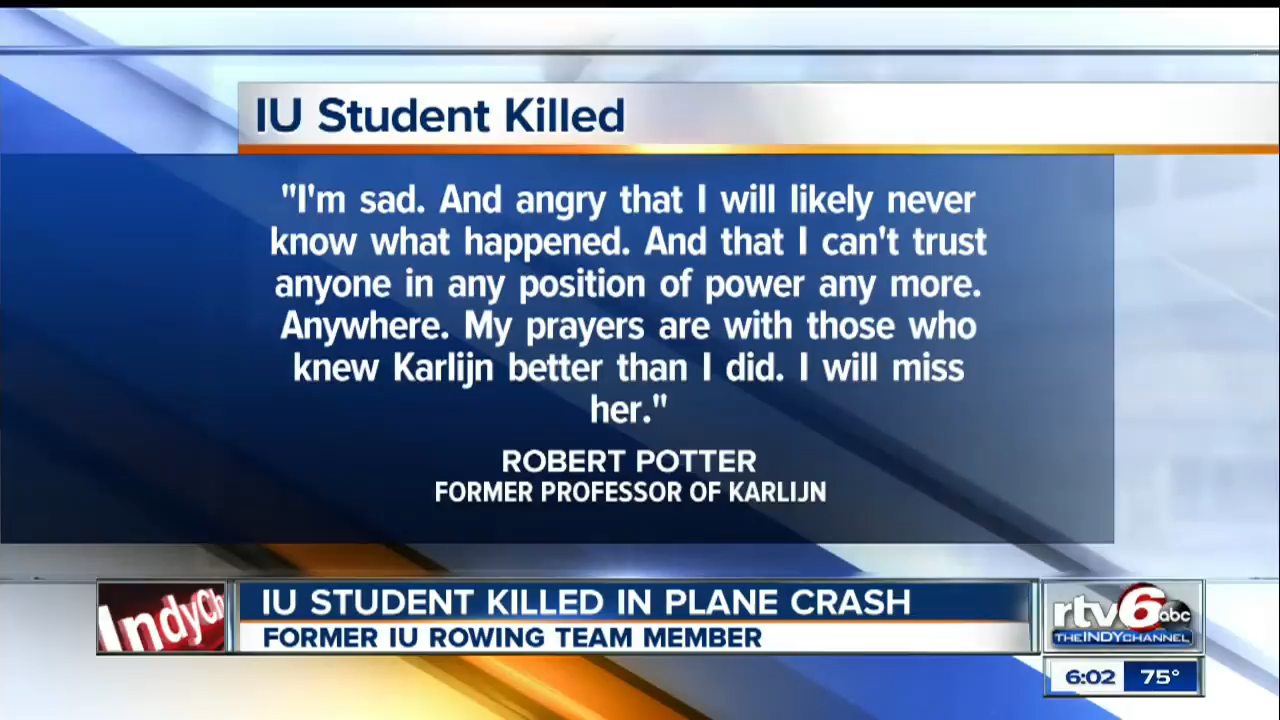 IU Student Killed
"I'm sad. And angry that I will likely never
know what happened. And that I can't trust
anyone in any position of power any more.
Anywhere. My prayers are with those who
knew Karlijn better than I did. I will miss
her."
ROBERT POTTER
FORMER PROFESSOR OF KARLIJN
IndyCh
IU STUDENT KILLED IN PLANE CRASH
FORMER IU ROWING TEAM MEMBER
rtv6 abc
THEINDYCHANNEL
6:02 75°